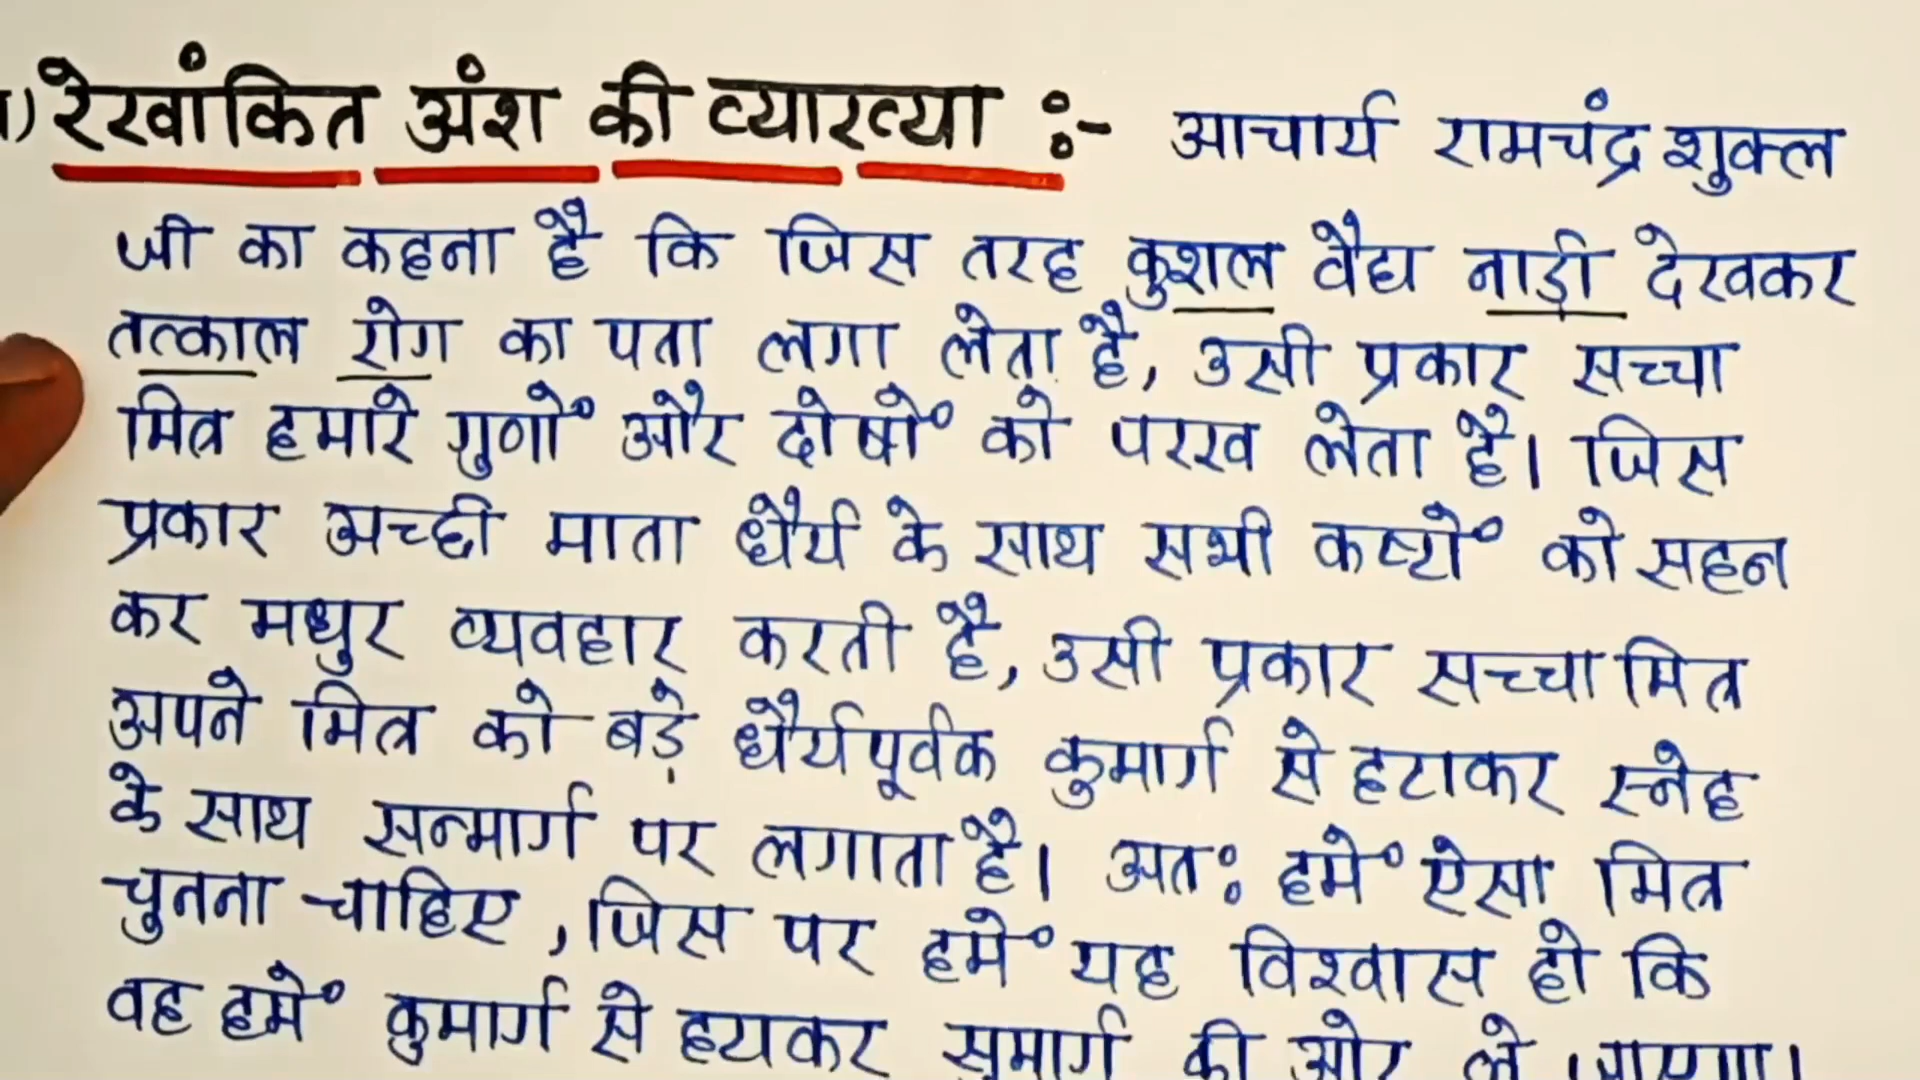 ) रेखांकित अंश की व्याख्या :- आचार्य रामचंद्र शुक्ल
जी का कहना है कि जिस तरह कुशल वैद्य नाड़ी देखकर
तत्काल रोग का पता लगा लेता है, उसी प्रकार सच्चा
मित्र हमारे गुणों और दोषों को परख लेता है। जिस
प्रकार अच्छी माता धैर्य के साथ सभी कष्टों को सहन
कर मधुर व्यवहार करती है, उसी प्रकार सच्चा मित्र
अपने मित्र को बड़े धैर्यपूर्वक कुमार्ग से हटाकर स्नेह
के साथ सन्मार्ग पर लगाता है। अतः हमें ऐसा मित्र
चुनना चाहिए, जिस पर हमें यह विश्वास हो कि
वह हमें कुमार्ग से हटाकर सुमार्ग की ओर ले जाएगा।